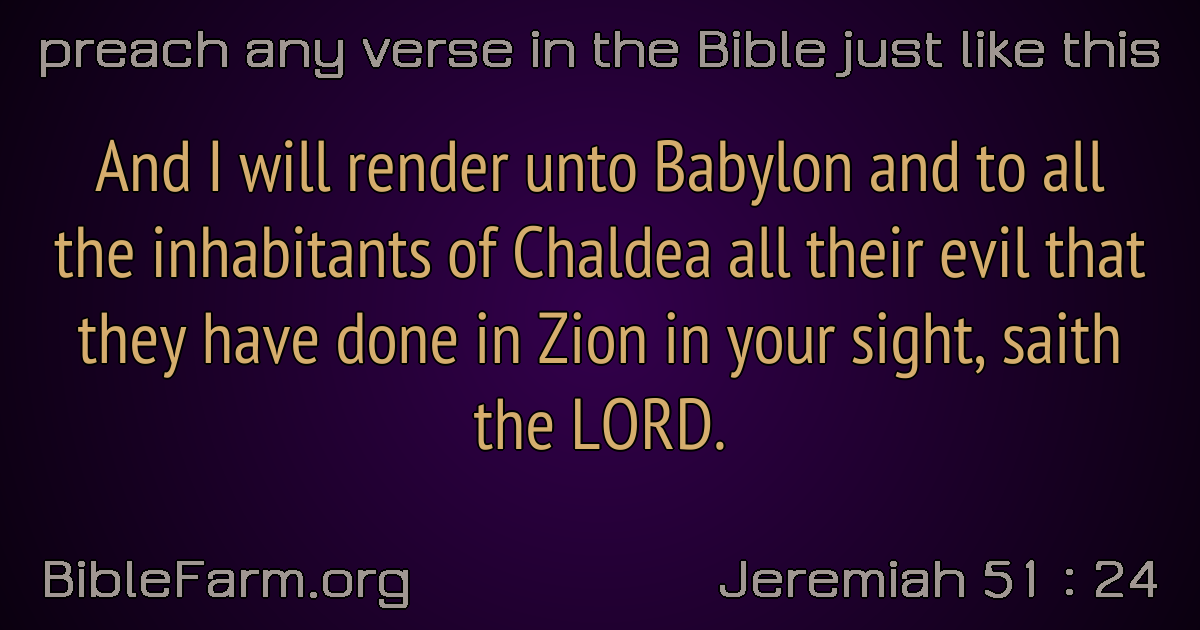 preach any verse in the Bible just like this
And I will render unto Babylon and to all
the inhabitants of Chaldea all their evil that
they have done in Zion in your sight, saith
the LORD.
BibleFarm.org
Jeremiah 51 : 24